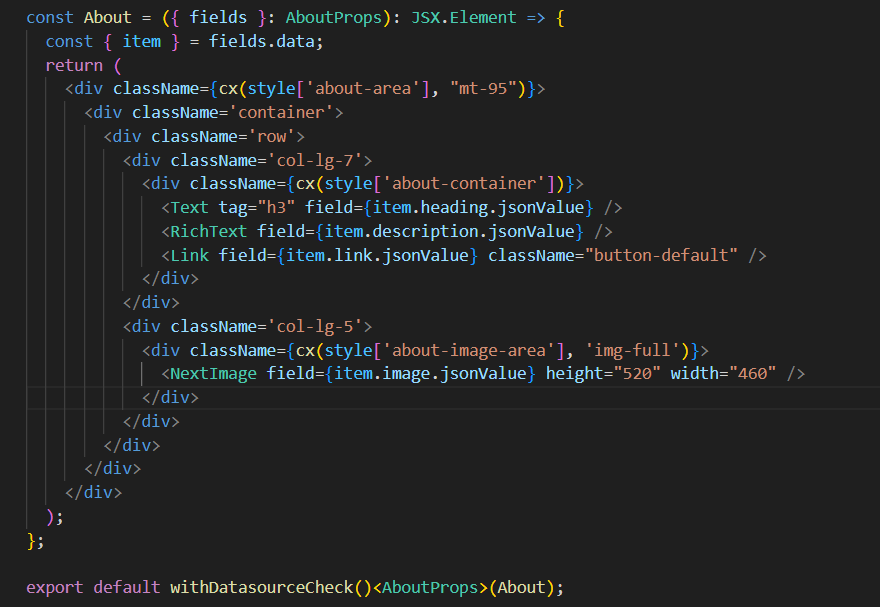 const About = ({ fields }: AboutProps): JSX.Element => {
  const { item } = fields.data;
  return (
    <div className={cx(style['about-area'], "mt-95")}>
      <div className='container'>
        <div className='row'>
          <div className='col-lg-7'>
            <div className={cx(style['about-container'])}>
              <Text tag="h3" field={item.heading.jsonValue} />
              <RichText field={item.description.jsonValue} />
              <Link field={item.link.jsonValue} className="button-default" />
            </div>
          </div>
          <div className='col-lg-5'>
            <div className={cx(style['about-image-area'], 'img-full')}>
              <NextImage field={item.image.jsonValue} height="520" width="460" />
            </div>
          </div>
        </div>
      </div>
    </div>
  );
};
export default withDatasourceCheck()<AboutProps>(About);